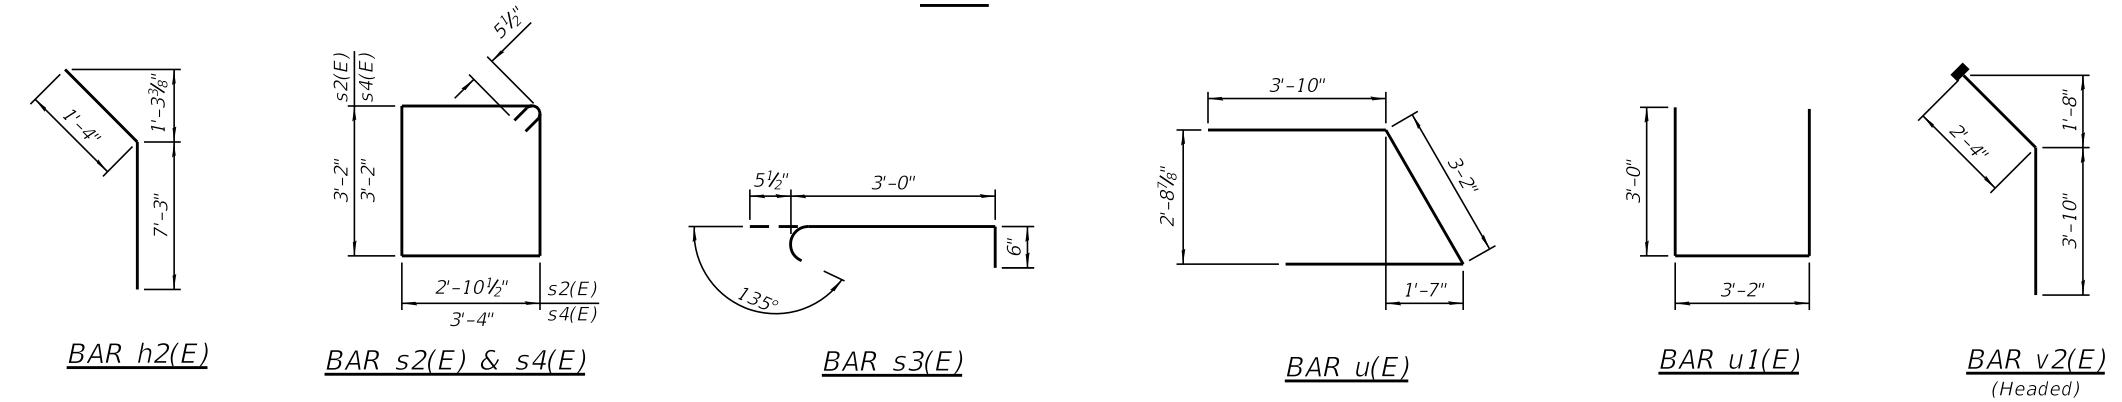 1'-4"
1'-3⅜"
7'-3"
BAR h2(E)
5½"
s2(E)
s4(E)
3'-2"
3'-2"
2'-10½"
s2(E)
3'-4"
s4(E)
BAR s2(E) & s4(E)
5½"
3'-0"
6"
135°
BAR s3(E)
3'-10"
2'-8⅞"
3'-2"
1'-7"
BAR u(E)
3'-0"
3'-2"
BAR u1(E)
2'-4"
1'-8"
3'-10"
BAR v2(E)
(Headed)